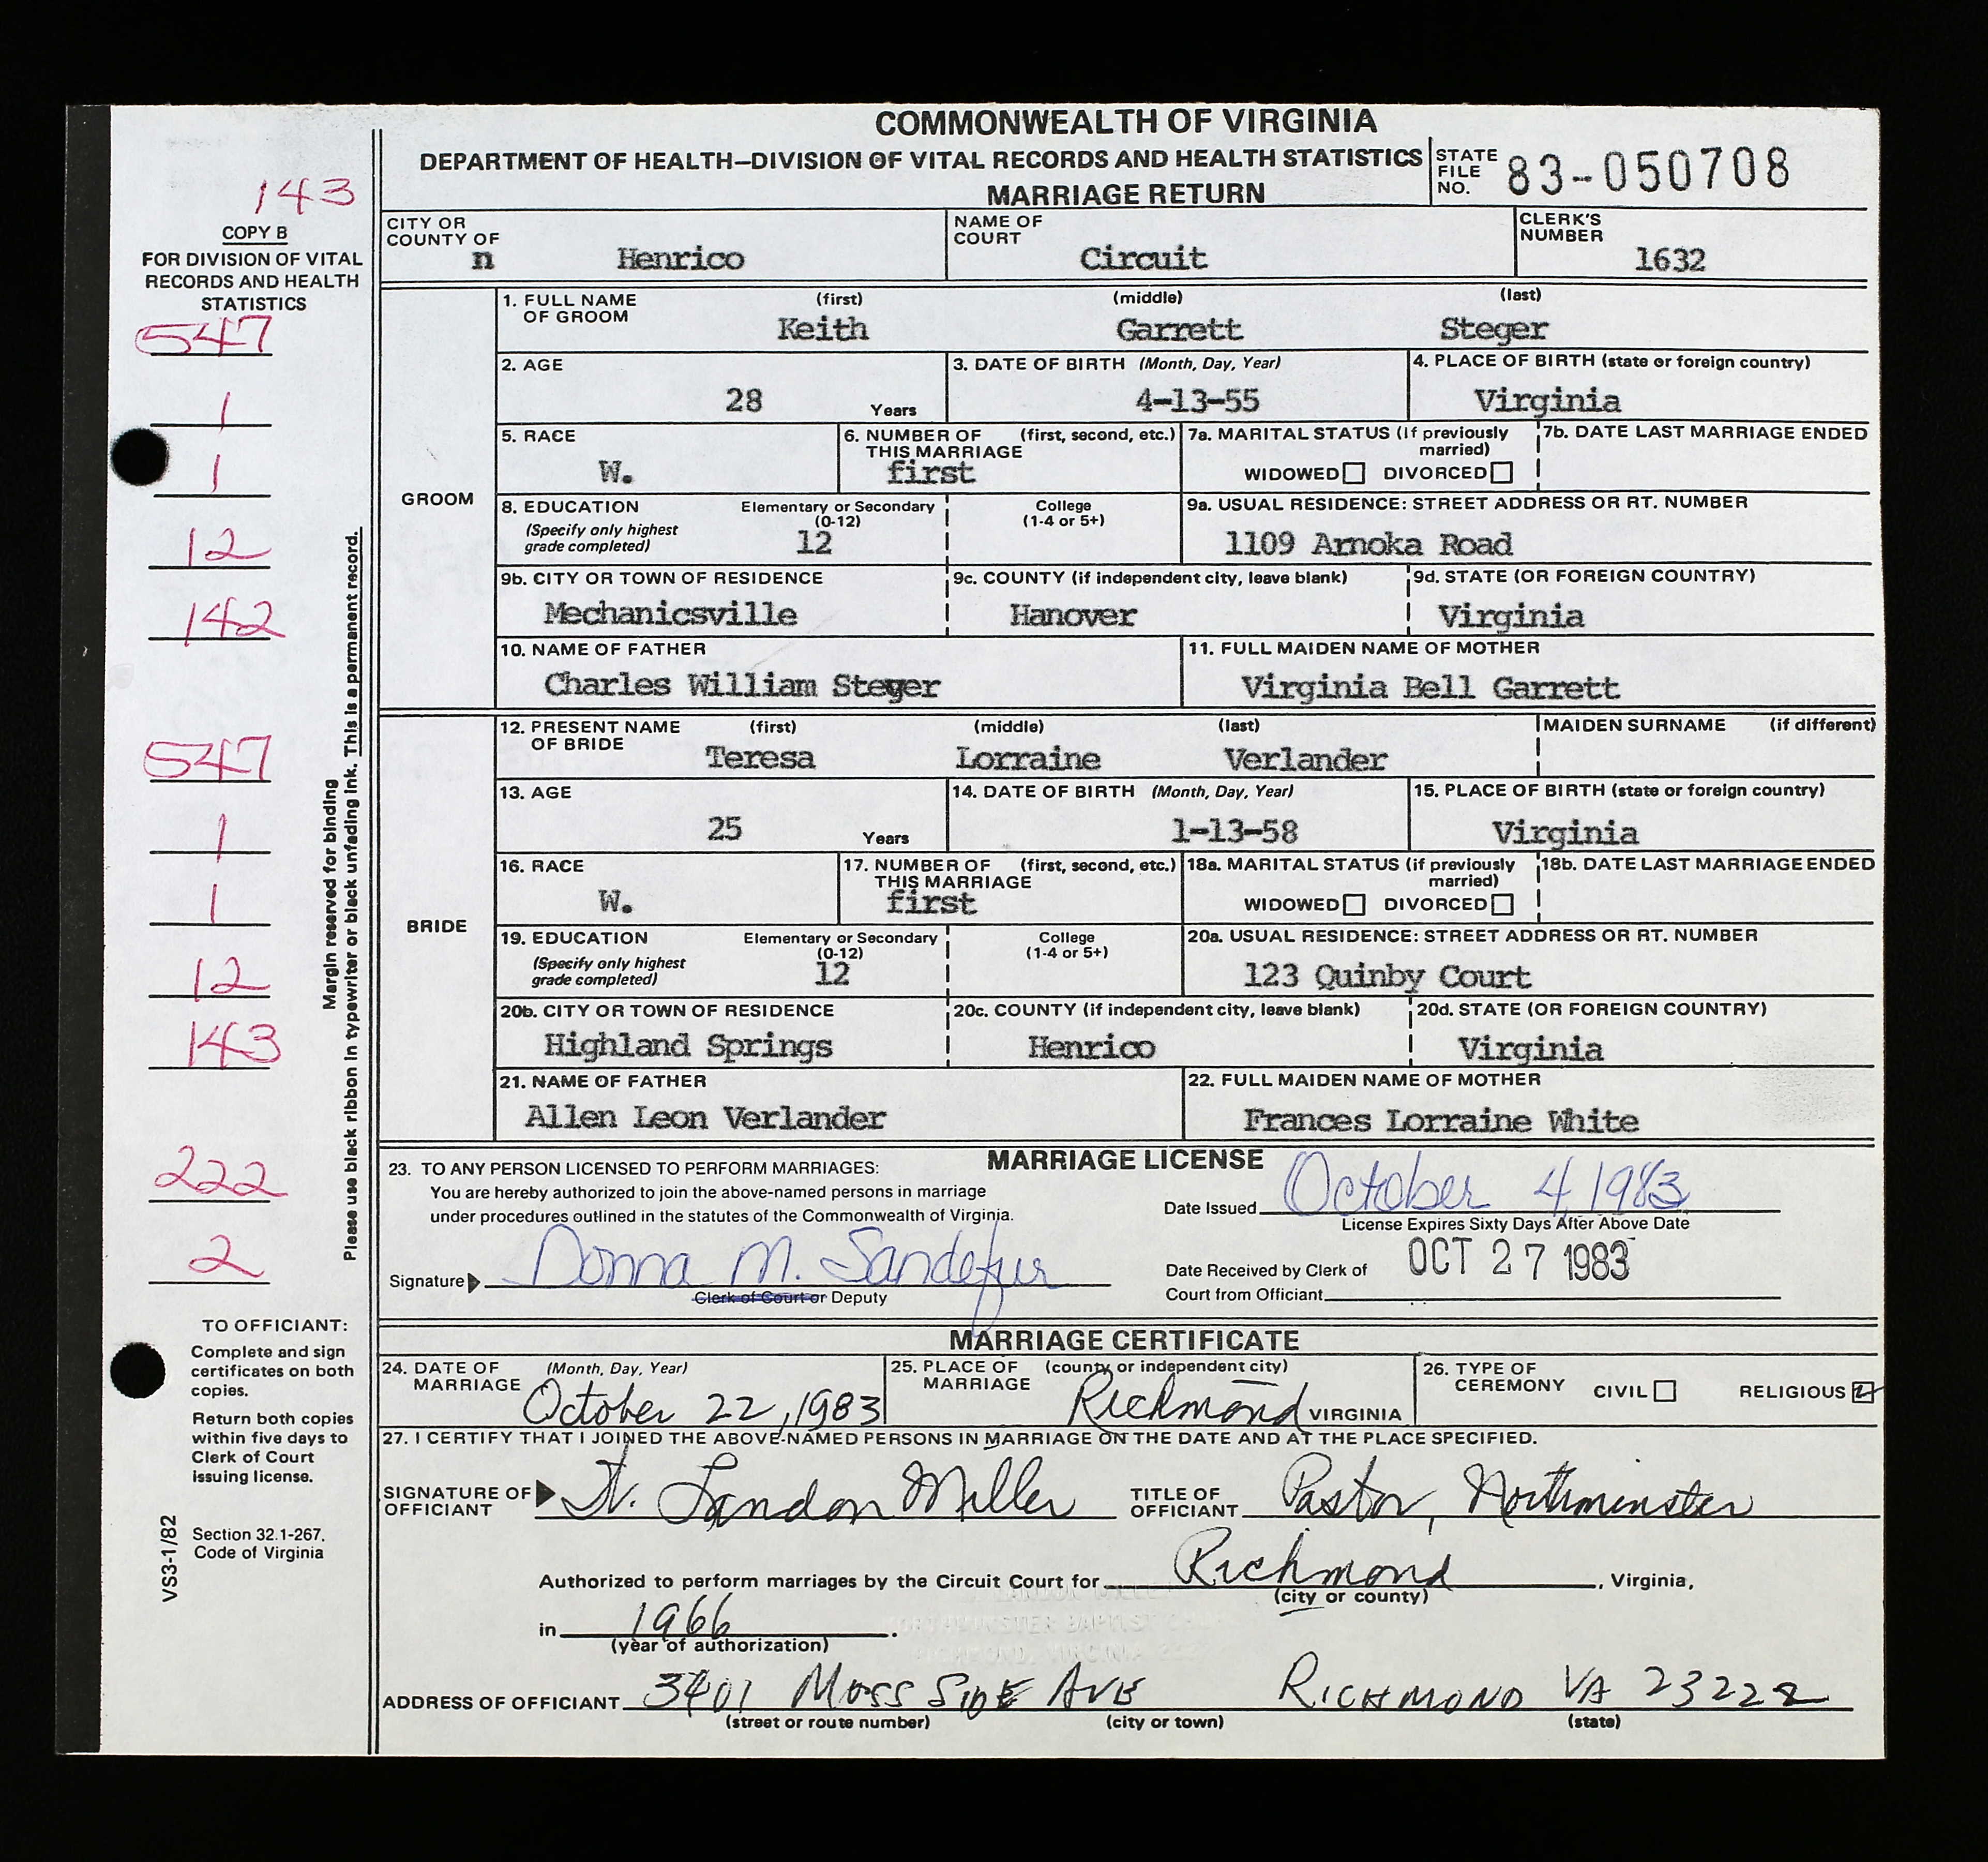 COMMONWEALTH OF VIRGINIA
DEPARTMENT OF HEALTH—DIVISION OF VITAL RECORDS AND HEALTH STATISTICS
MARRIAGE RETURN
STATE FILE NO. 83-050708
143
COPY B
FOR DIVISION OF VITAL
RECORDS AND HEALTH
STATISTICS
547
1
1
12
142
547
1
1
12
143
222
2
Margin reserved for binding
Please use black ribbon in typewriter or black unfading ink. This is a permanent record.
TO OFFICIANT:
Complete and sign
certificates on both
copies.
Return both copies
within five days to
Clerk of Court
issuing license.
Section 32.1-267,
Code of Virginia
VS3-1/82
CITY OR COUNTY OF n Henrico
NAME OF COURT Circuit
CLERK'S NUMBER 1632
GROOM
1. FULL NAME OF GROOM (first) Keith (middle) Garrett (last) Steger
2. AGE 28 Years
3. DATE OF BIRTH (Month, Day, Year) 4-13-55
4. PLACE OF BIRTH (state or foreign country) Virginia
5. RACE W.
6. NUMBER OF THIS MARRIAGE (first, second, etc.) first
7a. MARITAL STATUS (If previously married) WIDOWED DIVORCED
7b. DATE LAST MARRIAGE ENDED
8. EDUCATION (Specify only highest grade completed) Elementary or Secondary (0-12) 12 College (1-4 or 5+)
9a. USUAL RESIDENCE: STREET ADDRESS OR RT. NUMBER 1109 Arnoka Road
9b. CITY OR TOWN OF RESIDENCE Mechanicsville
9c. COUNTY (if independent city, leave blank) Hanover
9d. STATE (OR FOREIGN COUNTRY) Virginia
10. NAME OF FATHER Charles William Steger
11. FULL MAIDEN NAME OF MOTHER Virginia Bell Garrett
BRIDE
12. PRESENT NAME OF BRIDE (first) Teresa (middle) Lorraine (last) Verlander MAIDEN SURNAME (if different)
13. AGE 25 Years
14. DATE OF BIRTH (Month, Day, Year) 1-13-58
15. PLACE OF BIRTH (state or foreign country) Virginia
16. RACE W.
17. NUMBER OF THIS MARRIAGE (first, second, etc.) first
18a. MARITAL STATUS (if previously married) WIDOWED DIVORCED
18b. DATE LAST MARRIAGE ENDED
19. EDUCATION (Specify only highest grade completed) Elementary or Secondary (0-12) 12 College (1-4 or 5+)
20a. USUAL RESIDENCE: STREET ADDRESS OR RT. NUMBER 123 Quinby Court
20b. CITY OR TOWN OF RESIDENCE Highland Springs
20c. COUNTY (if independent city, leave blank) Henrico
20d. STATE (OR FOREIGN COUNTRY) Virginia
21. NAME OF FATHER Allen Leon Verlander
22. FULL MAIDEN NAME OF MOTHER Frances Lorraine White
MARRIAGE LICENSE
23. TO ANY PERSON LICENSED TO PERFORM MARRIAGES:
You are hereby authorized to join the above-named persons in marriage
under procedures outlined in the statutes of the Commonwealth of Virginia.
Date Issued October 4, 1983
License Expires Sixty Days After Above Date
Signature Donna M. Sandefur
Clerk of Court or Deputy
Date Received by Clerk of
Court from Officiant OCT 27 1983
MARRIAGE CERTIFICATE
24. DATE OF MARRIAGE (Month, Day, Year) October 22, 1983
25. PLACE OF MARRIAGE (county or independent city) Richmond VIRGINIA
26. TYPE OF CEREMONY CIVIL RELIGIOUS
27. I CERTIFY THAT I JOINED THE ABOVE-NAMED PERSONS IN MARRIAGE ON THE DATE AND AT THE PLACE SPECIFIED.
SIGNATURE OF OFFICIANT Landon Miller
TITLE OF OFFICIANT Pastor, Northminster
Authorized to perform marriages by the Circuit Court for Richmond, Virginia,
(city or county)
in 1966.
(year of authorization)
ADDRESS OF OFFICIANT 3401 Moss Side Ave Richmond VA 23222
(street or route number) (city or town) (state)